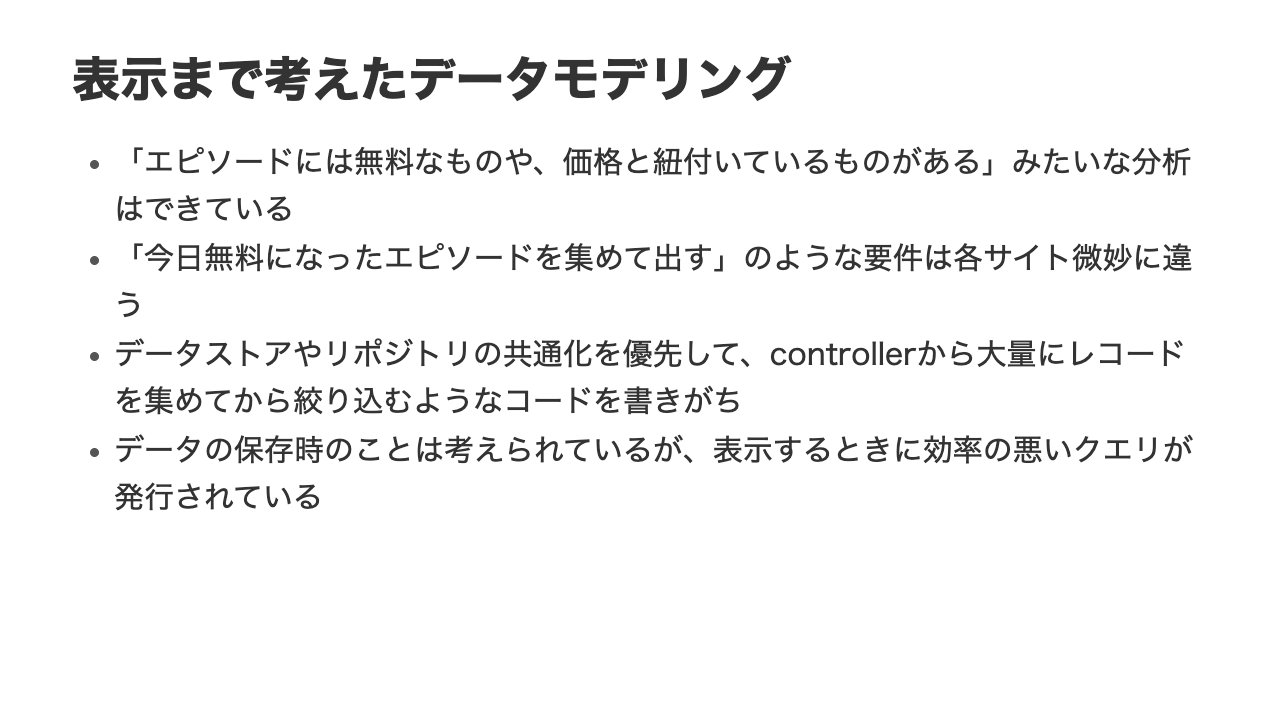 表示まで考えたデータモデリング
・「エピソードには無料なものや、価格と紐付いているものがある」みたいな分析
はできている
・「今日無料になったエピソードを集めて出す」のような要件は各サイト微妙に違
う
・データストアやリポジトリの共通化を優先して、controllerから大量にレコード
を集めてから絞り込むようなコードを書きがち
・データの保存時のことは考えられているが、表示するときに効率の悪いクエリが
発行されている